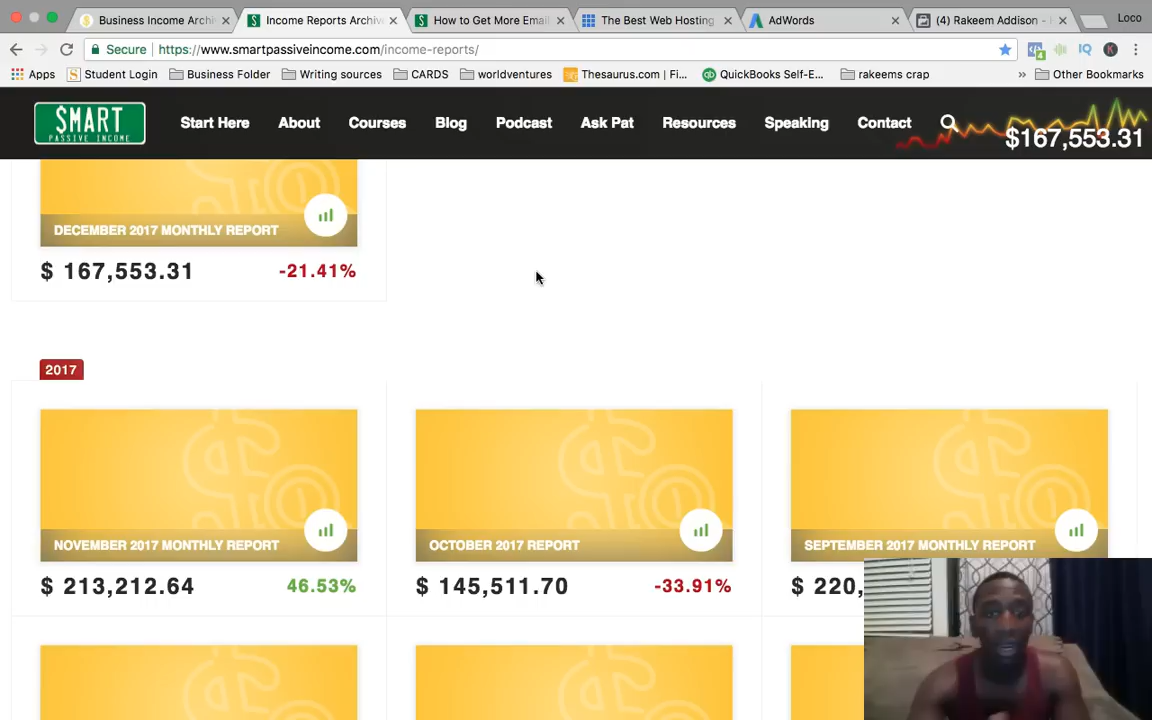 Business Income Archi
Income Reports Archive
How to Get More Email
The Best Web Hosting
AdWords
(4) Rakeem Addison -
Loco
Secure
https://www.smartpassiveincome.com/income-reports/
Apps
Student Login
Business Folder
Writing sources
CARDS
worldventures
Thesaurus.com | Fi...
QuickBooks Self-E...
rakeems crap
»
Other Bookmarks
$MART
PASSIVE INCOME
Start Here
About
Courses
Blog
Podcast
Ask Pat
Resources
Speaking
Contact
$167,553.31
DECEMBER 2017 MONTHLY REPORT
$ 167,553.31
-21.41%
2017
NOVEMBER 2017 MONTHLY REPORT
OCTOBER 2017 REPORT
SEPTEMBER 2017 MONTHLY REPORT
$ 213,212.64
46.53%
$ 145,511.70
-33.91%
$ 220,